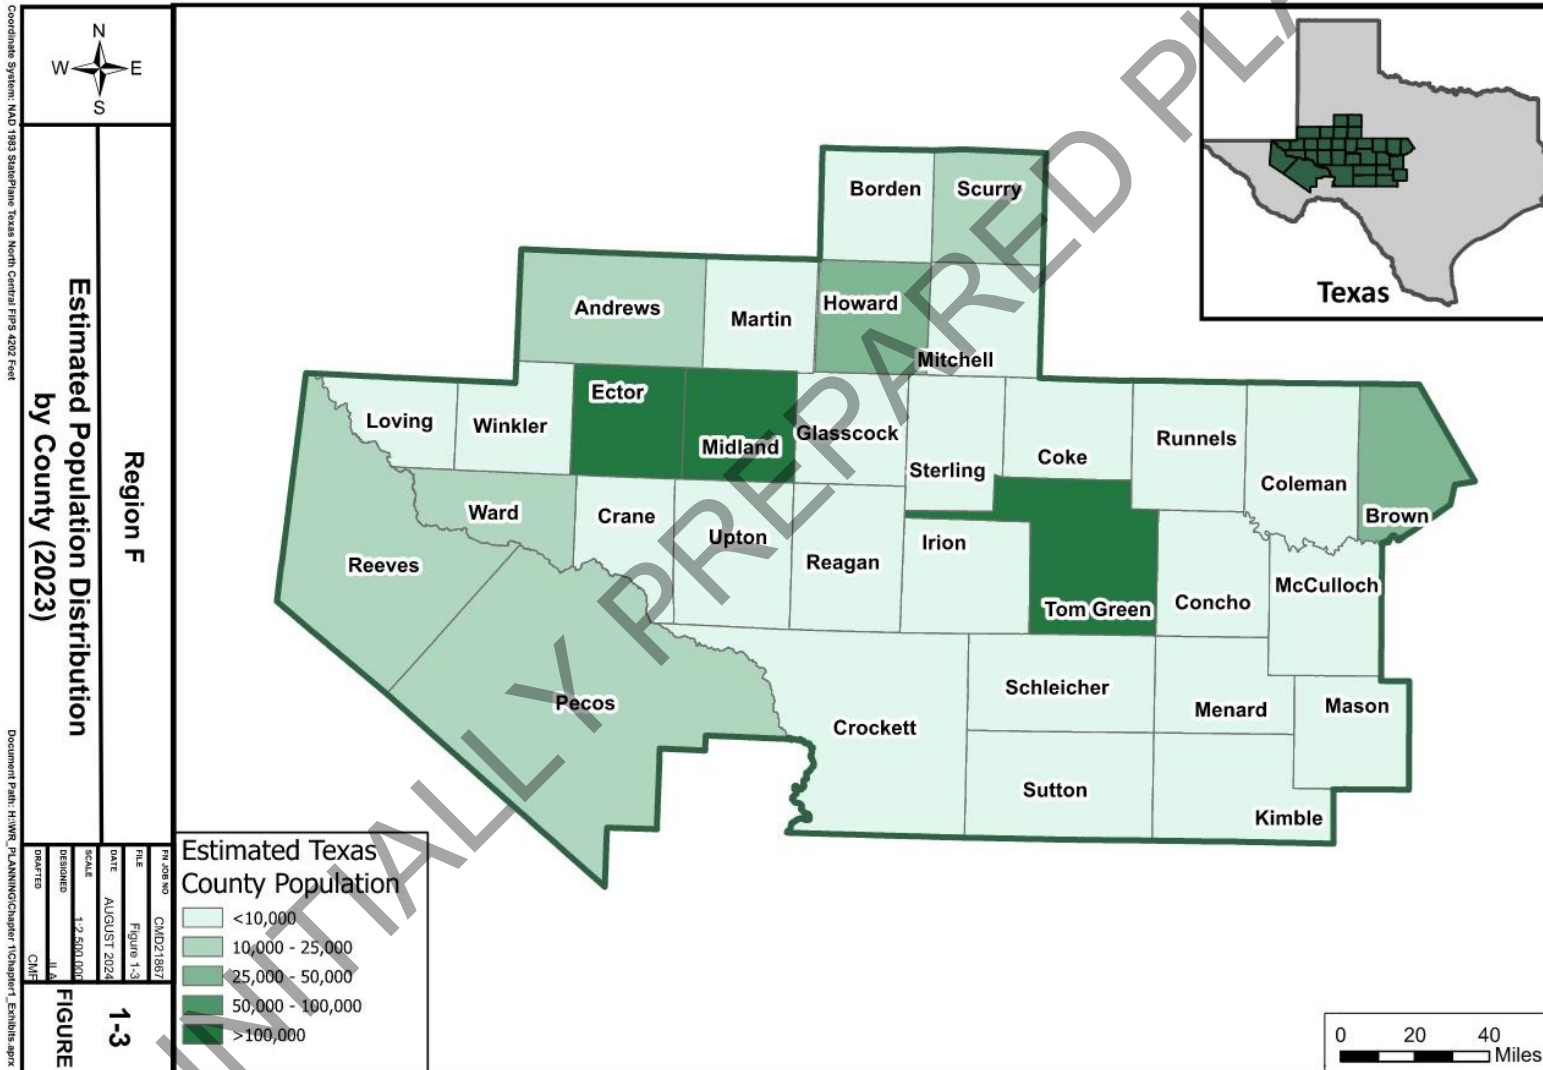 Coordinate System: NAD 1983 StatePlane Texas North Central FIPS 4202 Feet
Document Path: H:\WR_PLANNING\Chapter 1\Chapter1_Exhibits.aprx
N
W E
S
Region F
Estimated Population Distribution
by County (2023)
FN JOB NO CMD21867
FILE Figure 1-3
DATE AUGUST 2024
SCALE 1:2,500,000
DESIGNED
DRAFTED
1-3
FIGURE
INITIALLY PREPARED
Texas
Borden
Scurry
Andrews
Martin
Howard
Mitchell
Ector
Midland
Glasscock
Loving
Winkler
Sterling
Coke
Runnels
Coleman
Brown
Ward
Crane
Upton
Reagan
Irion
Reeves
Tom Green
Concho
McCulloch
Pecos
Crockett
Schleicher
Menard
Mason
Sutton
Kimble
Estimated Texas
County Population
<10,000
10,000 - 25,000
25,000 - 50,000
50,000 - 100,000
>100,000
0 20 40
Miles